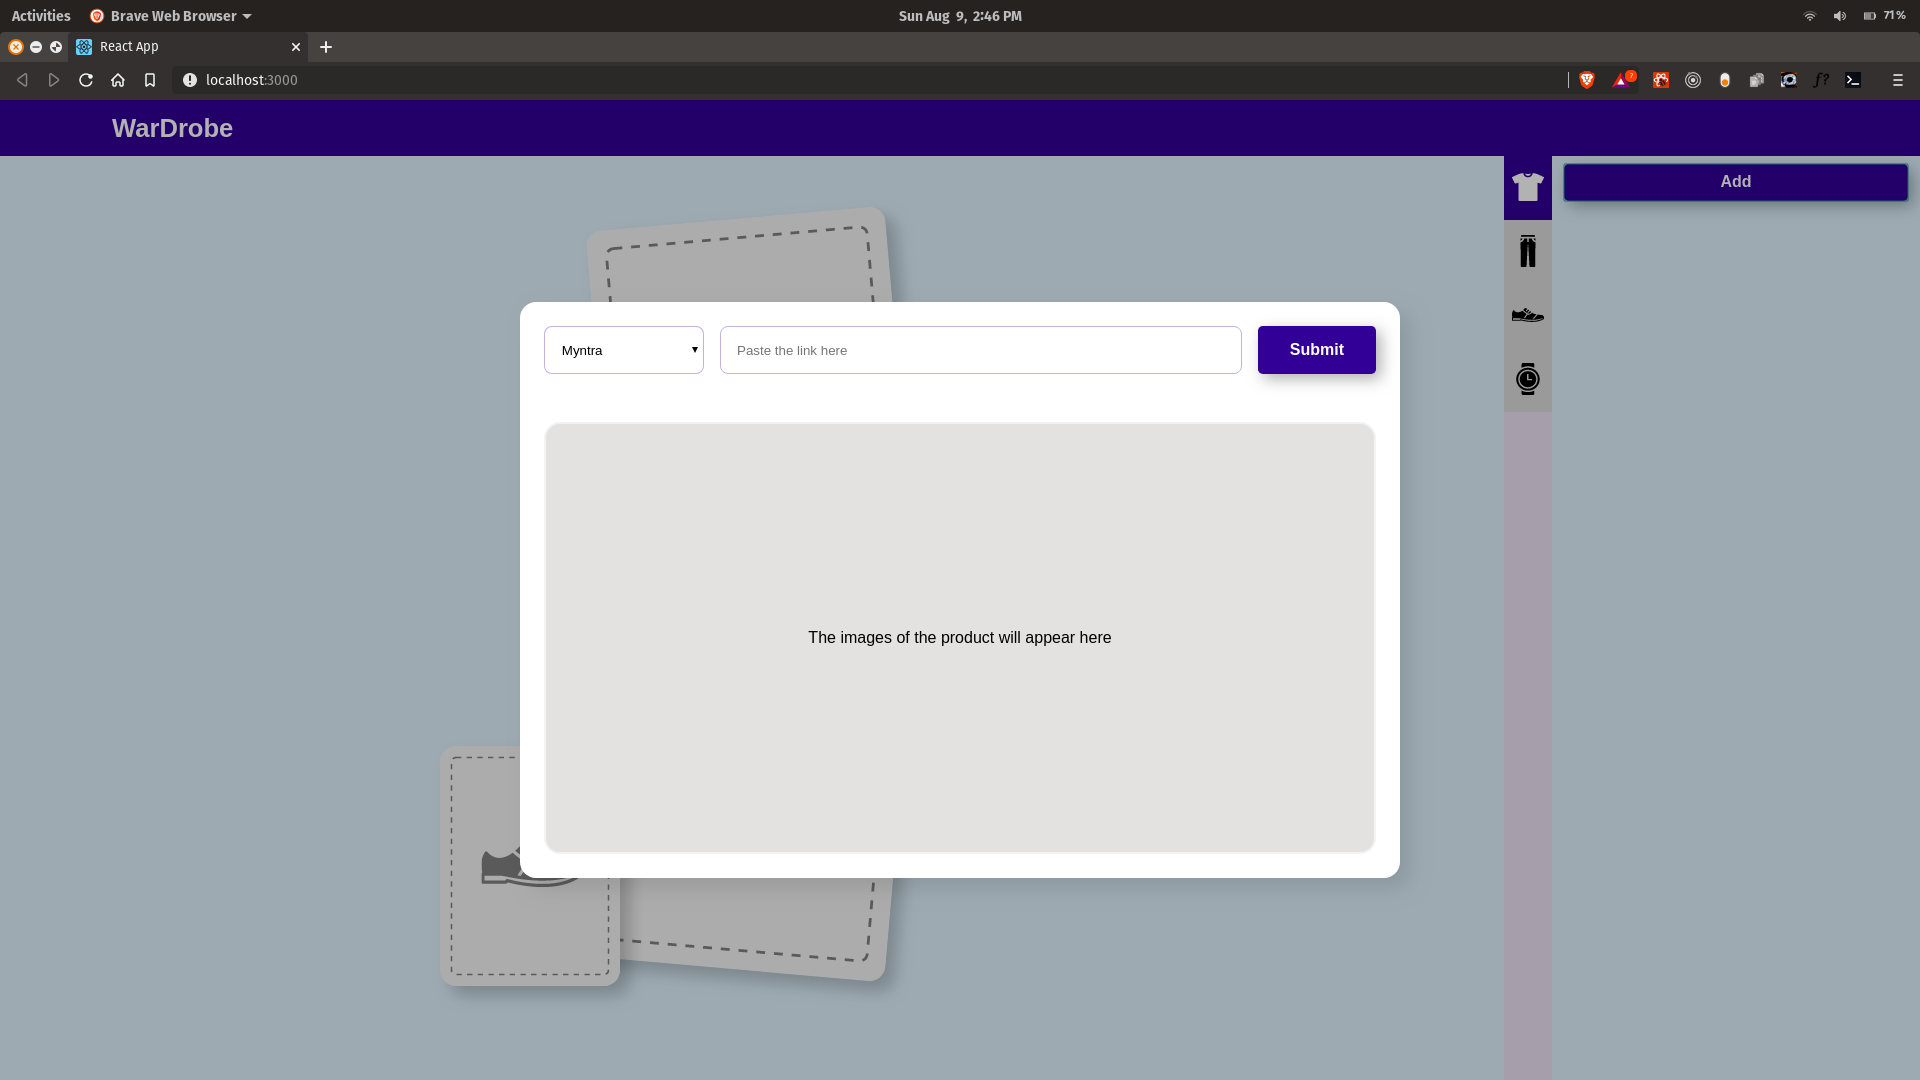 Activities
Brave Web Browser
Sun Aug 9, 2:46 PM
71%
React App
localhost:3000
?
f?
WarDrobe
Add
Myntra
Paste the link here
Submit
The images of the product will appear here